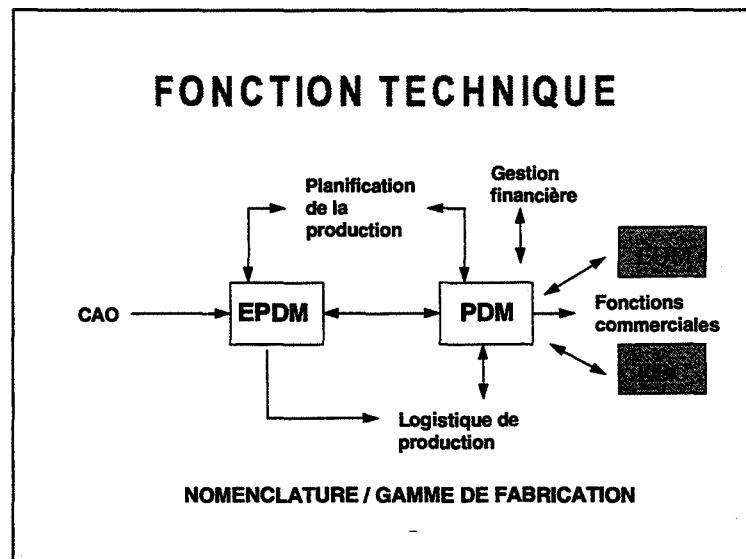 FONCTION TECHNIQUE
Gestion
financière
Planification
de la
production
CAO
EPDM
PDM
Fonctions
commerciales
Logistique de
production
NOMENCLATURE / GAMME DE FABRICATION